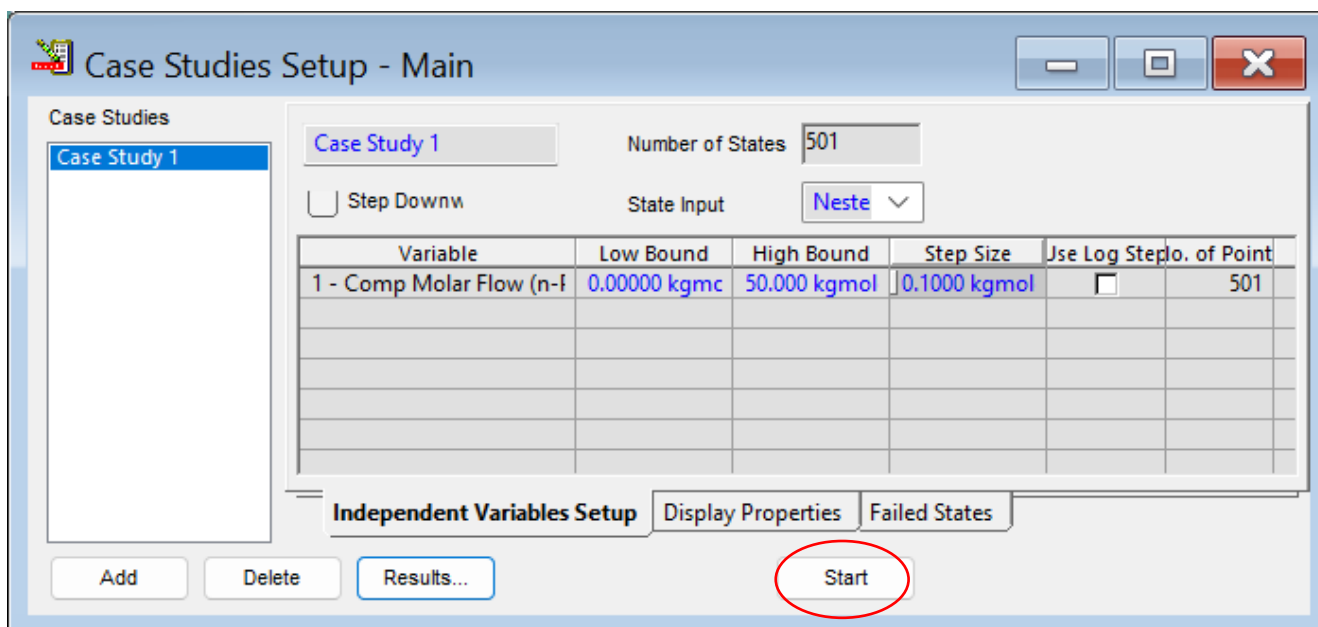 Case Studies Setup - Main
Case Studies
Case Study 1
Case Study 1
Number of States 501
Step Downw
State Input Neste
Variable Low Bound High Bound Step Size Use Log Step o. of Point
1 - Comp Molar Flow (n- 0.00000 kgmc 50.000 kgmol 0.1000 kgmol 501
Independent Variables Setup Display Properties Failed States
Add Delete Results... Start